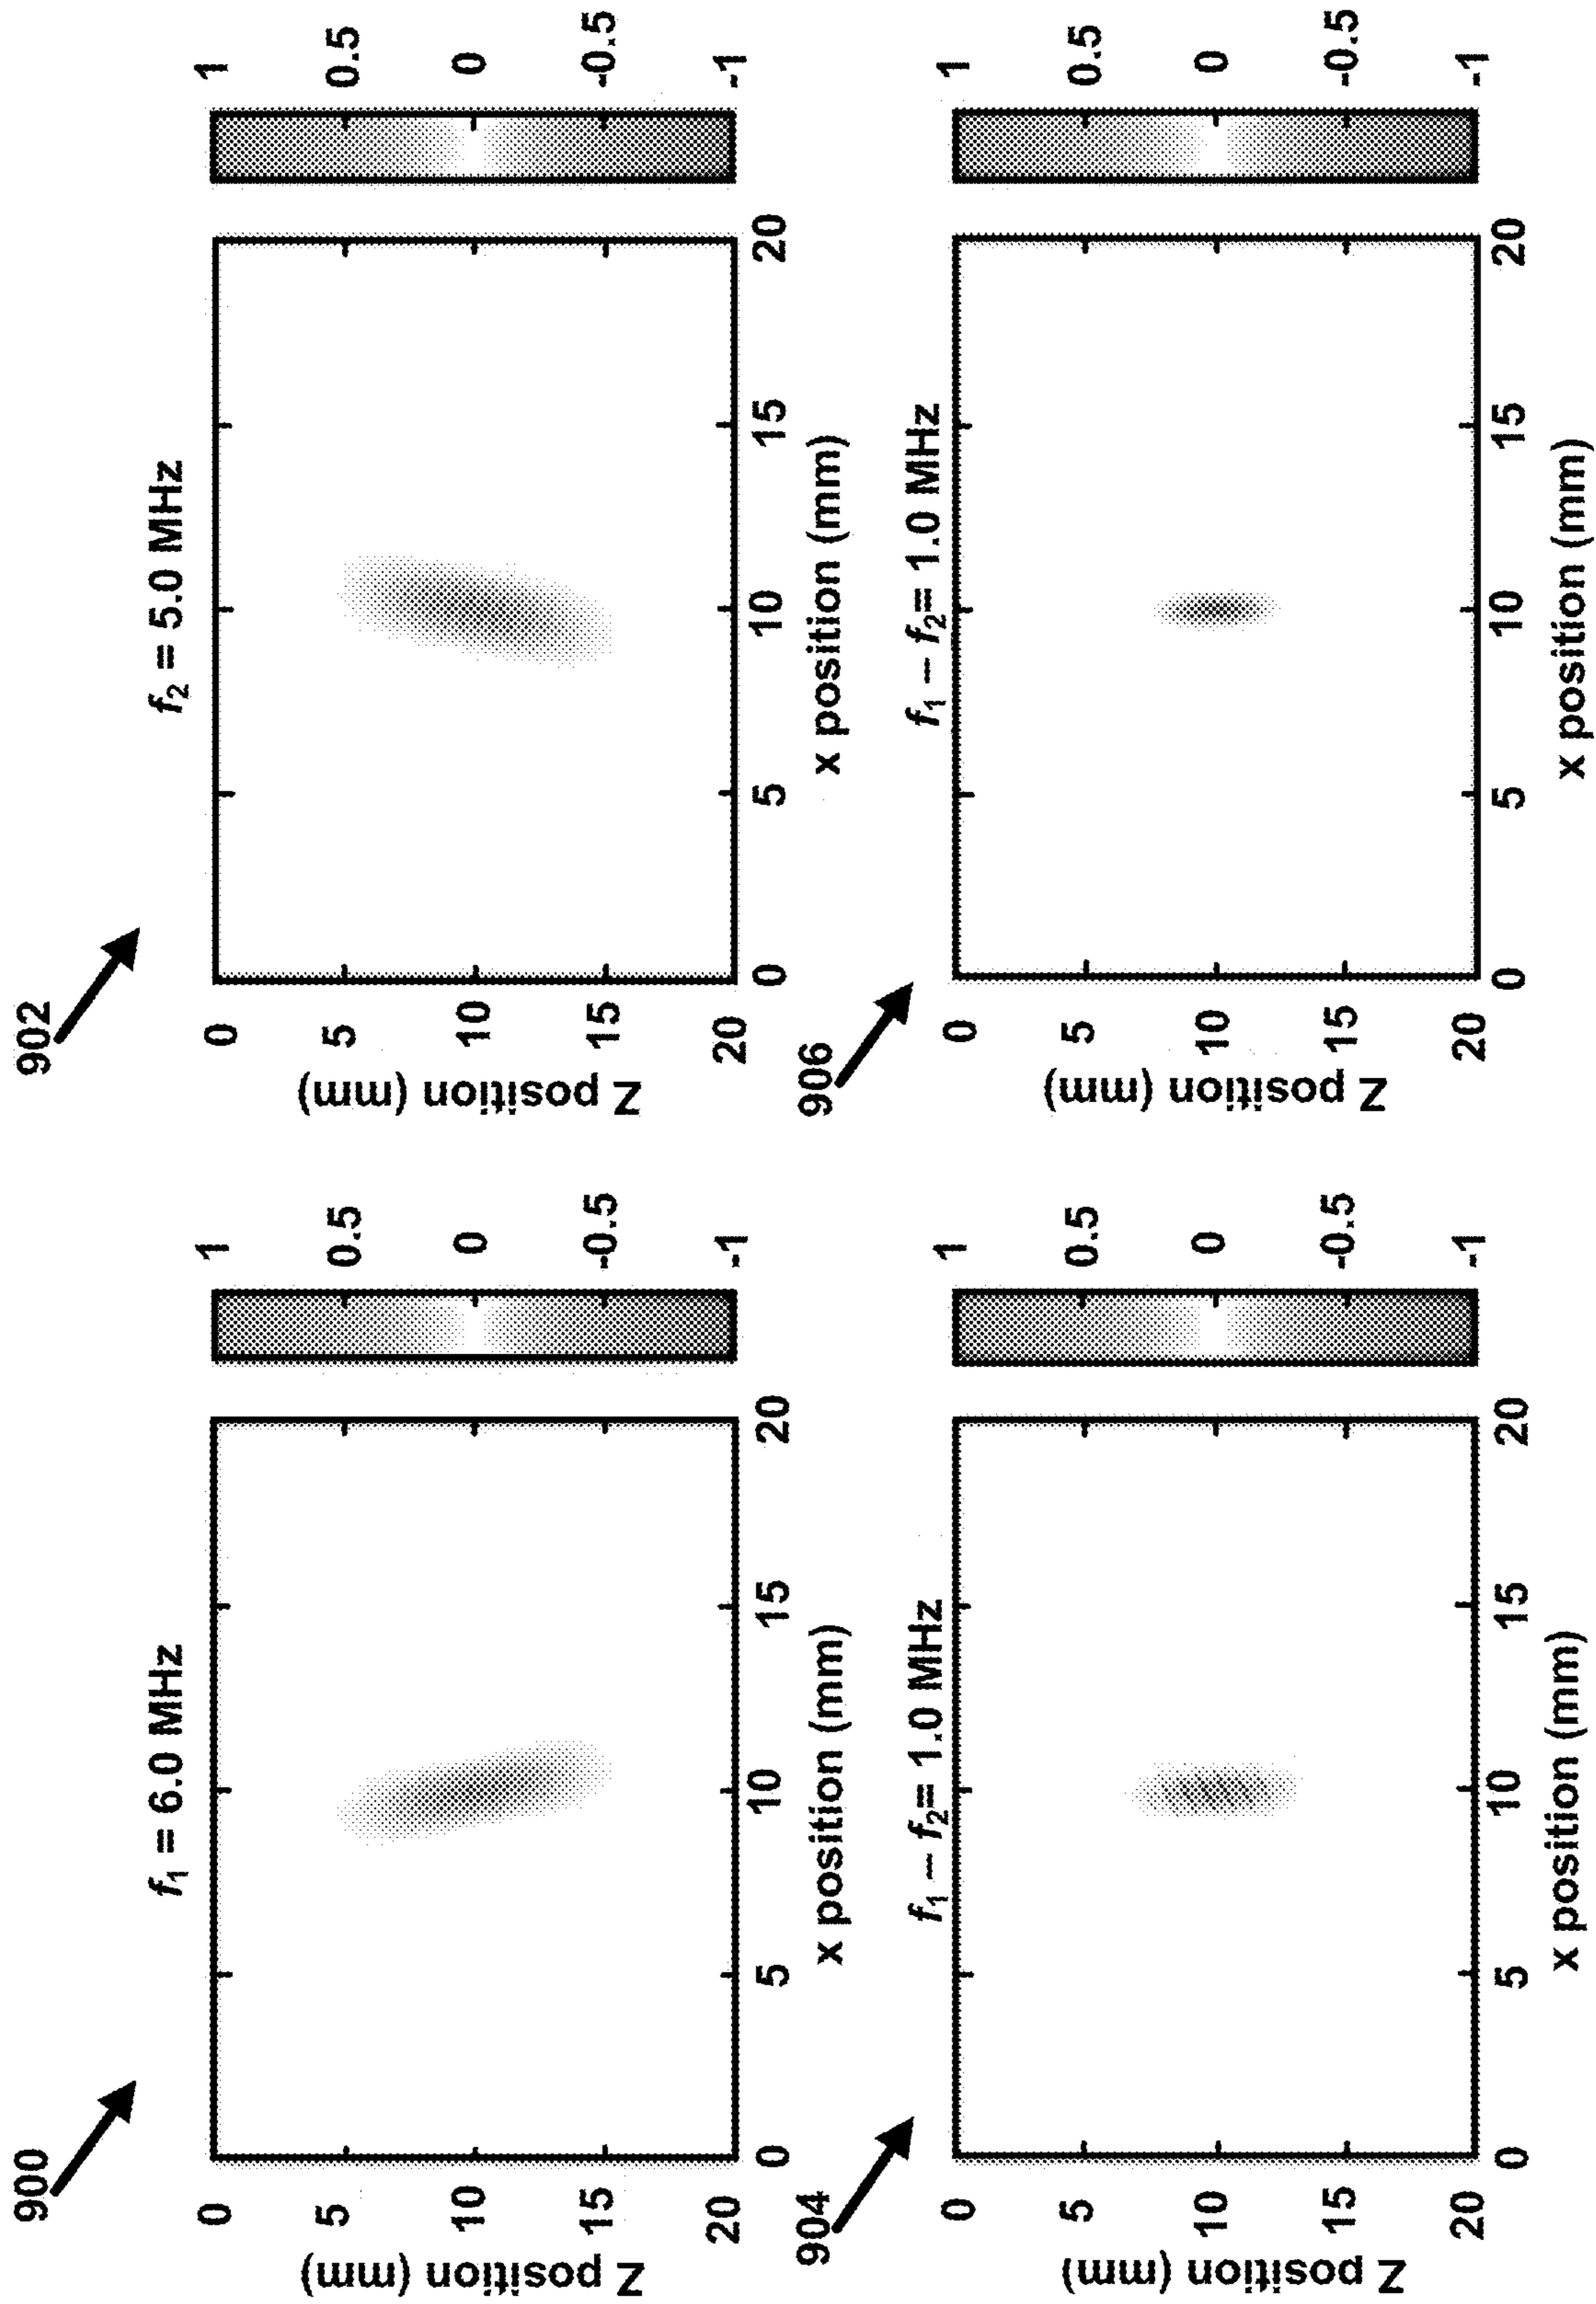 900
f₁ = 6.0 MHz
0
5
10
15
20
Z position (mm)
0 5 10 15 20
x position (mm)
1
0.5
0
-0.5
-1
902
f₂ = 5.0 MHz
0
5
10
15
20
Z position (mm)
0 5 10 15 20
x position (mm)
1
0.5
0
-0.5
-1
904
f₁ – f₂= 1.0 MHz
0
5
10
15
20
Z position (mm)
0 5 10 15 20
x position (mm)
1
0.5
0
-0.5
-1
906
f₁ – f₂= 1.0 MHz
0
5
10
15
20
Z position (mm)
0 5 10 15 20
x position (mm)
1
0.5
0
-0.5
-1